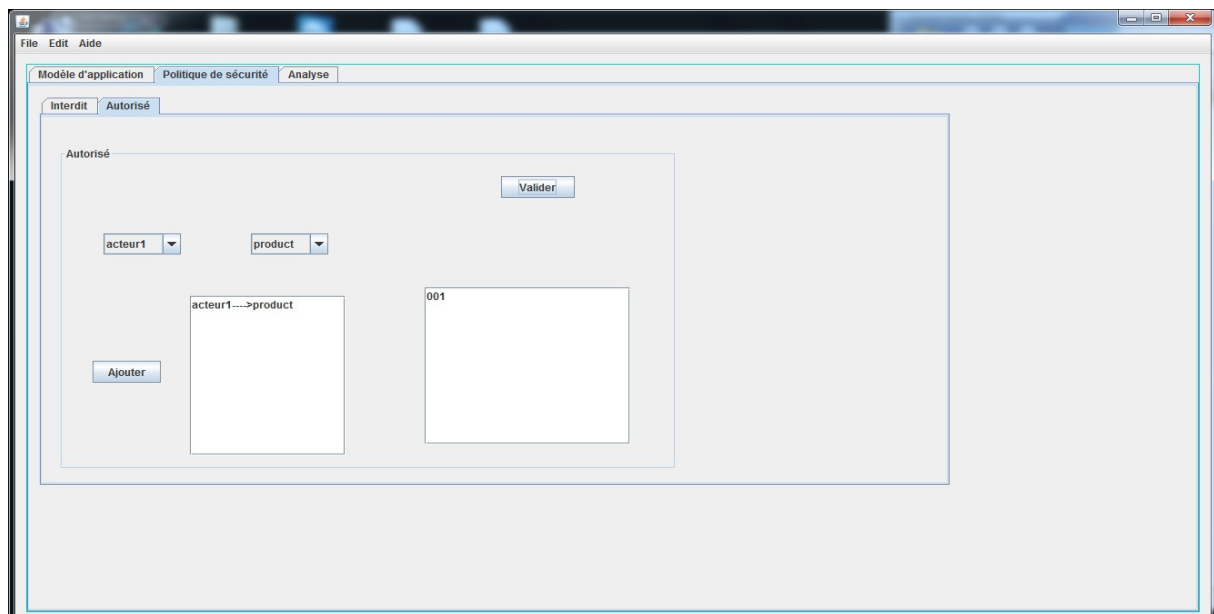 File Edit Aide
Modèle d'application Politique de sécurité Analyse
Interdit Autorisé
Autorisé
Valider
acteur1 product
001
acteur1---->product
Ajouter